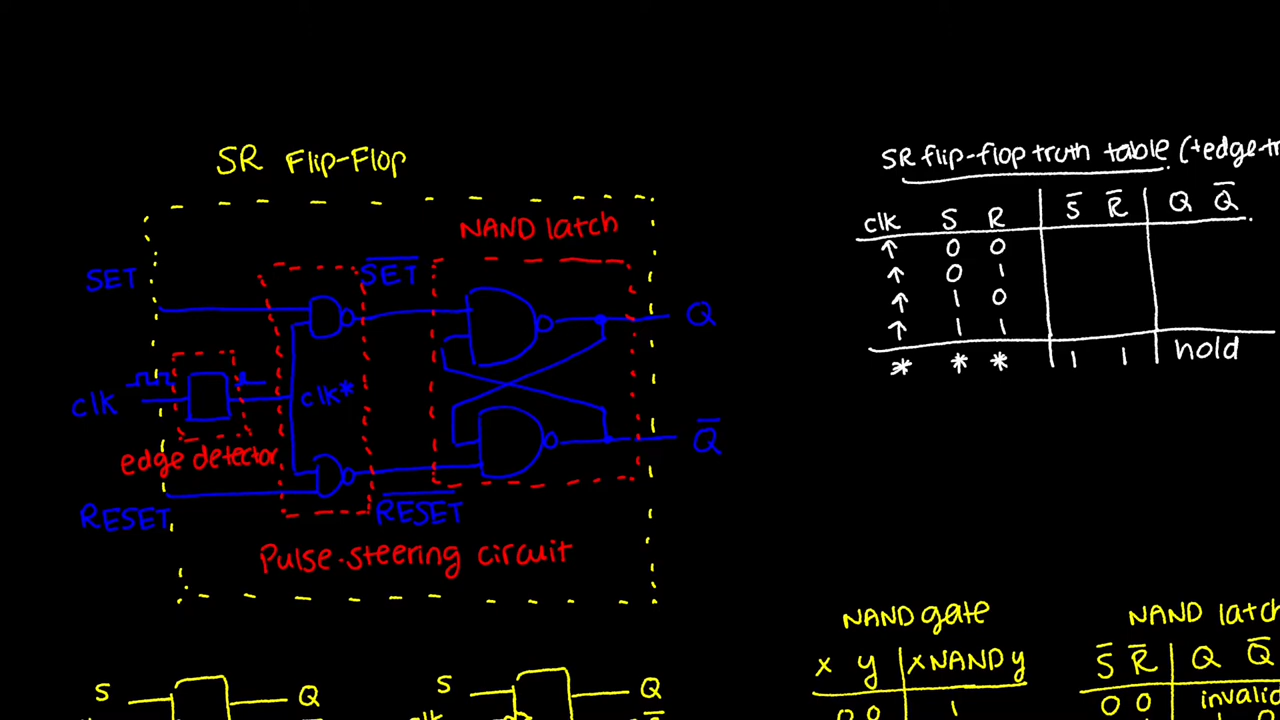 SR Flip-Flop
NAND latch
SET
S̅E̅T̅
Q
clk
clk*
edge detector
Q̅
RESET
R̅E̅S̅E̅T̅
Pulse-steering circuit
S Q
S Q
clk
SR flip-flop truth table (+edge-tr
clk S R S̅ R̅ Q Q̅
↑ 0 0
↑ 0 1
↑ 1 0
↑ 1 1
* * * 1 1 hold
NAND gate
x y x NAND y
0 0 1
NAND latch
S̅ R̅ Q Q̅
0 0 invalid